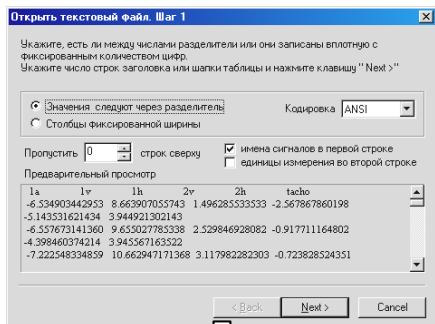 Открыть текстовый файл. Шаг 1
Укажите, есть ли между числами разделители или они записаны вплотную с
фиксированным количеством цифр.
Укажите число строк заголовка или шапки таблицы и нажмите клавишу "Next >"
Значения следуют через разделитель
Кодировка ANSI
Столбцы фиксированной ширины
Пропустить 0 строк сверху
имена сигналов в первой строке
единицы измерения во второй строке
Предварительный просмотр
1a 1v 1h 2v 2h tacho
-6.534903442953 8.663907055743 1.496285533533 -2.567867860198
-5.143531621434 3.944921302143
-6.557673141360 9.655027785338 2.529846928082 -0.917711164802
-4.398460374214 3.945567163522
-7.222548334859 10.662947171368 3.117982282303 -0.723828524351
< Back Next > Cancel